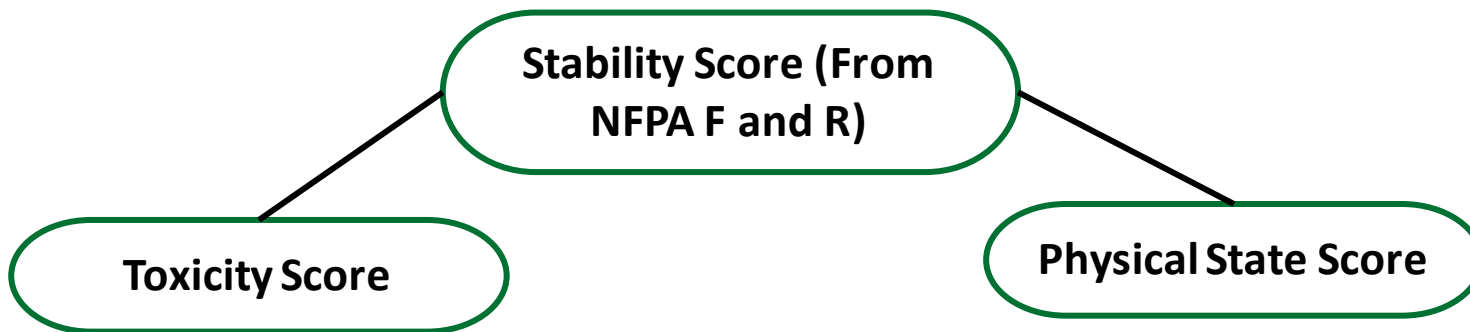 Stability Score (From
NFPA F and R)
Toxicity Score
Physical State Score